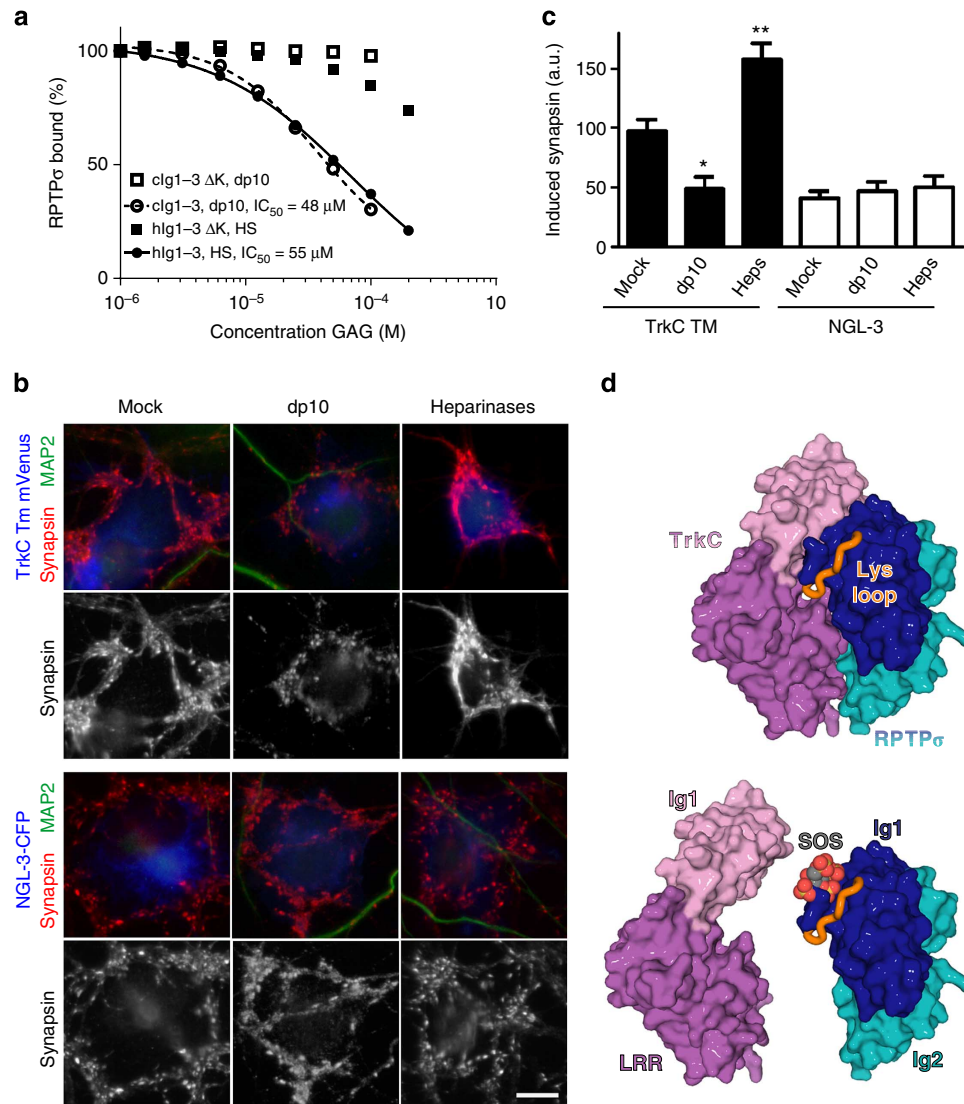 a
RPTPσ bound (%)
100
50
0
cIg1–3 ΔK, dp10
cIg1–3, dp10, IC50 = 48 μM
hIg1–3 ΔK, HS
hIg1–3, HS, IC50 = 55 μM
10–6
10–5
10–4
10
Concentration GAG (M)
c
Induced synapsin (a.u.)
150
100
50
0
*
**
Mock
dp10
Heps
Mock
dp10
Heps
TrkC TM
NGL-3
b
Mock
dp10
Heparinases
TrkC Tm mVenus
Synapsin MAP2
Synapsin
NGL-3-CFP
Synapsin MAP2
Synapsin
d
TrkC
Lys
loop
RPTPσ
Ig1
SOS
Ig1
LRR
Ig2